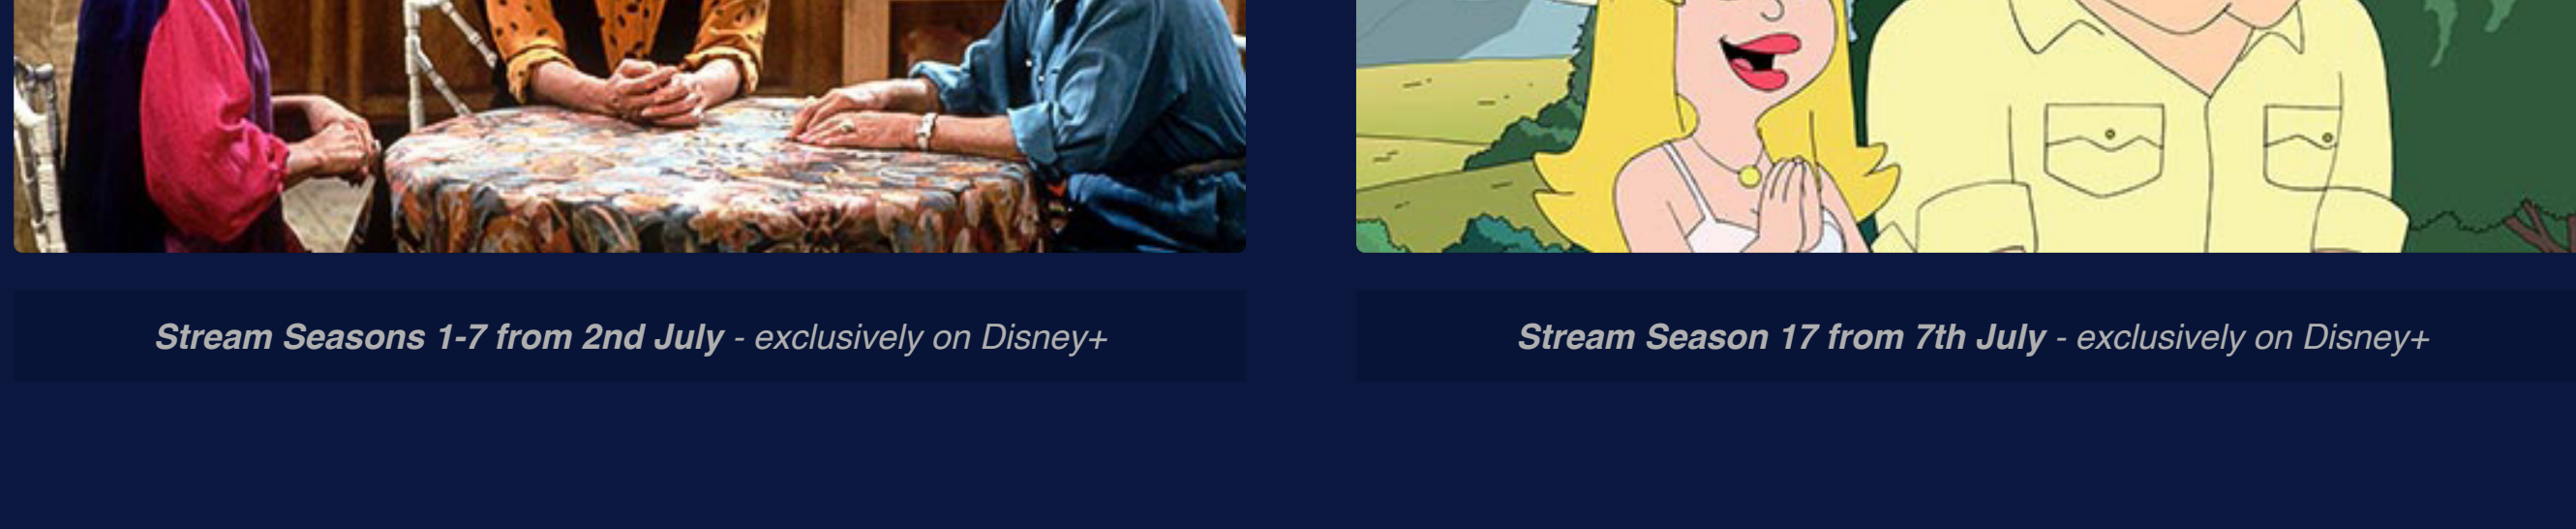 Stream Seasons 1-7 from 2nd July - exclusively on Disney+
Stream Season 17 from 7th July - exclusively on Disney+